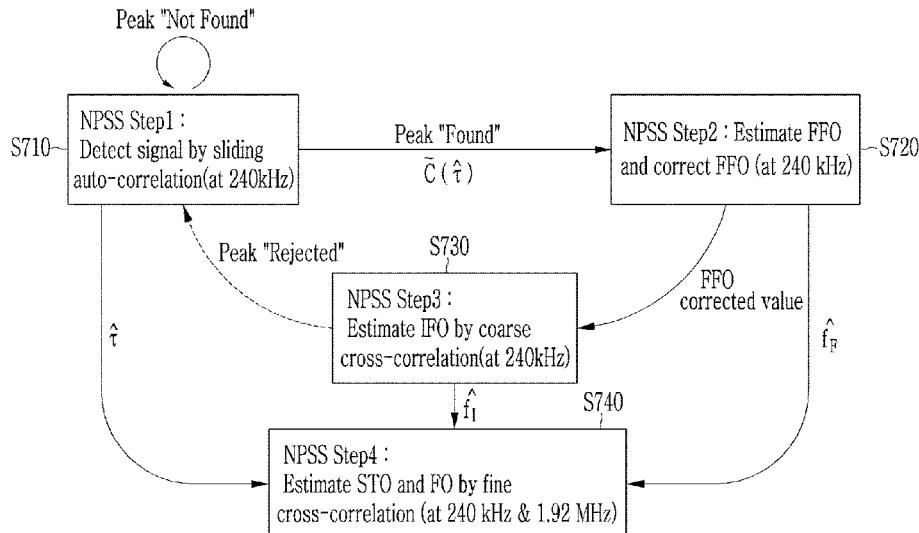 Peak "Not Found"
S710
NPSS Step1 :
Detect signal by sliding
auto-correlation(at 240kHz)
Peak "Found"
C̃(τ̂)
NPSS Step2 : Estimate FFO
and correct FFO (at 240 kHz)
S720
Peak "Rejected"
S730
NPSS Step3 :
Estimate IFO by coarse
cross-correlation(at 240kHz)
FFO
corrected value
τ̂
f̂_F
f̂_I
S740
NPSS Step4 :
Estimate STO and FO by fine
cross-correlation (at 240 kHz & 1.92 MHz)